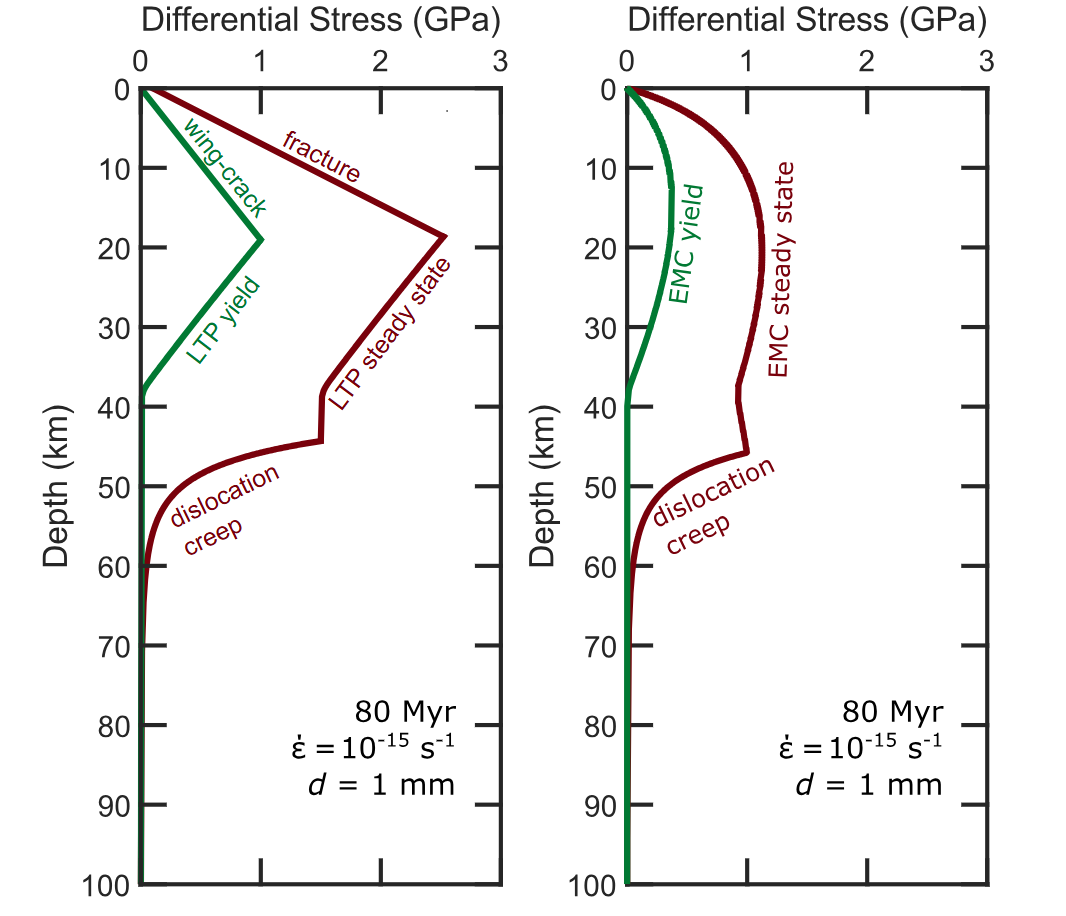 Differential Stress (GPa)
0 1 2 3
0
10
20
30
40
50
60
70
80
90
100
Depth (km)
wing-crack
fracture
LTP yield
LTP steady state
dislocation
creep
80 Myr
ε̇ = 10⁻¹⁵ s⁻¹
d = 1 mm
Differential Stress (GPa)
0 1 2 3
0
10
20
30
40
50
60
70
80
90
100
Depth (km)
EMC yield
EMC steady state
dislocation
creep
80 Myr
ε̇ = 10⁻¹⁵ s⁻¹
d = 1 mm